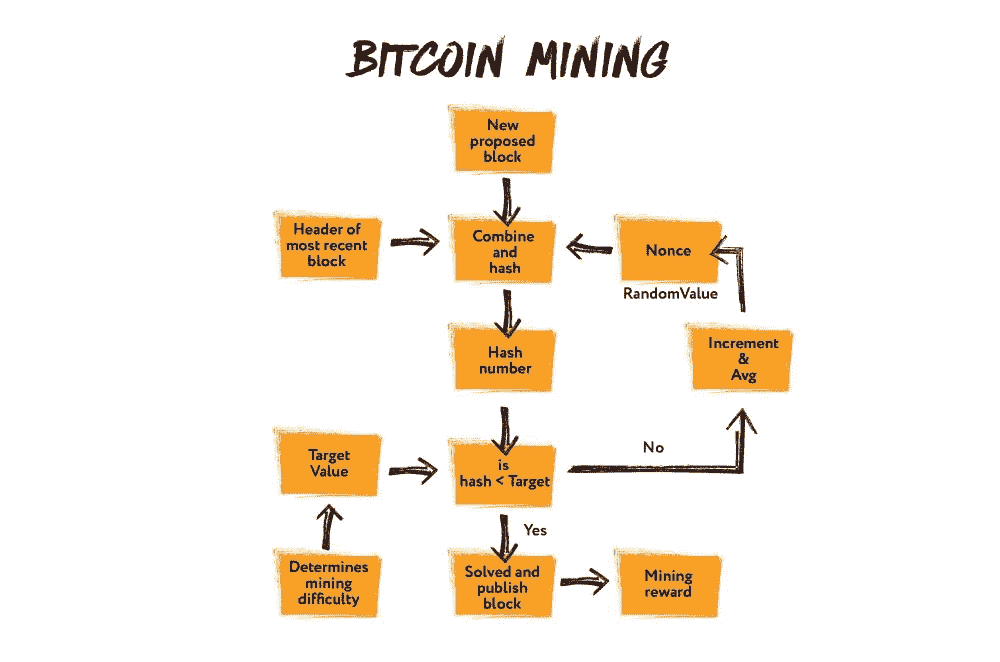 BITCOIN MINING
New
proposed
block
Header of
most recent
block
Combine
and
hash
Nonce
RandomValue
Hash
number
Increment
&
Avg
Target
Value
is
hash < Target
No
Yes
Determines
mining
difficulty
Solved and
publish
block
Mining
reward